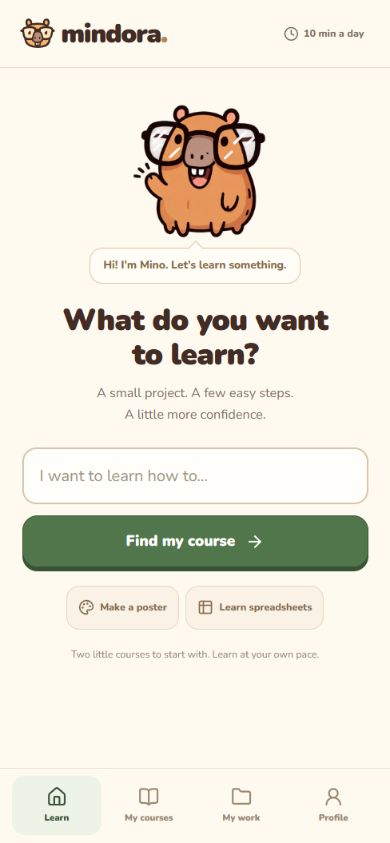 mindora.
10 min a day
Hi! I'm Mino. Let's learn something.
What do you want
to learn?
A small project. A few easy steps.
A little more confidence.
I want to learn how to...
Find my course
Make a poster
Learn spreadsheets
Two little courses to start with. Learn at your own pace.
Learn
My courses
My work
Profile